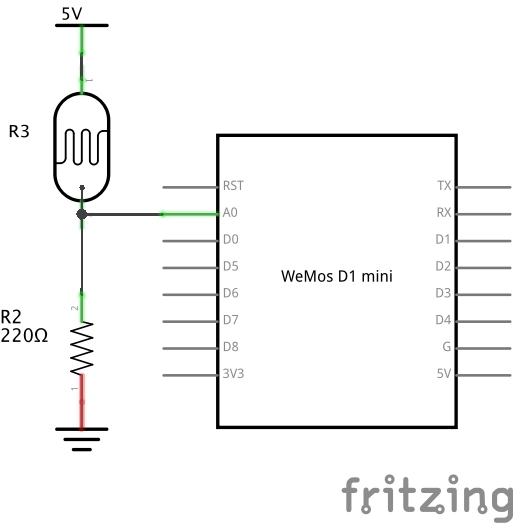 5V
1
R3
RST
A0
D0
D5
D6
D7
D8
3V3
WeMos D1 mini
TX
RX
D1
D2
D3
D4
G
5V
2
R2
220Ω
1
fritzing